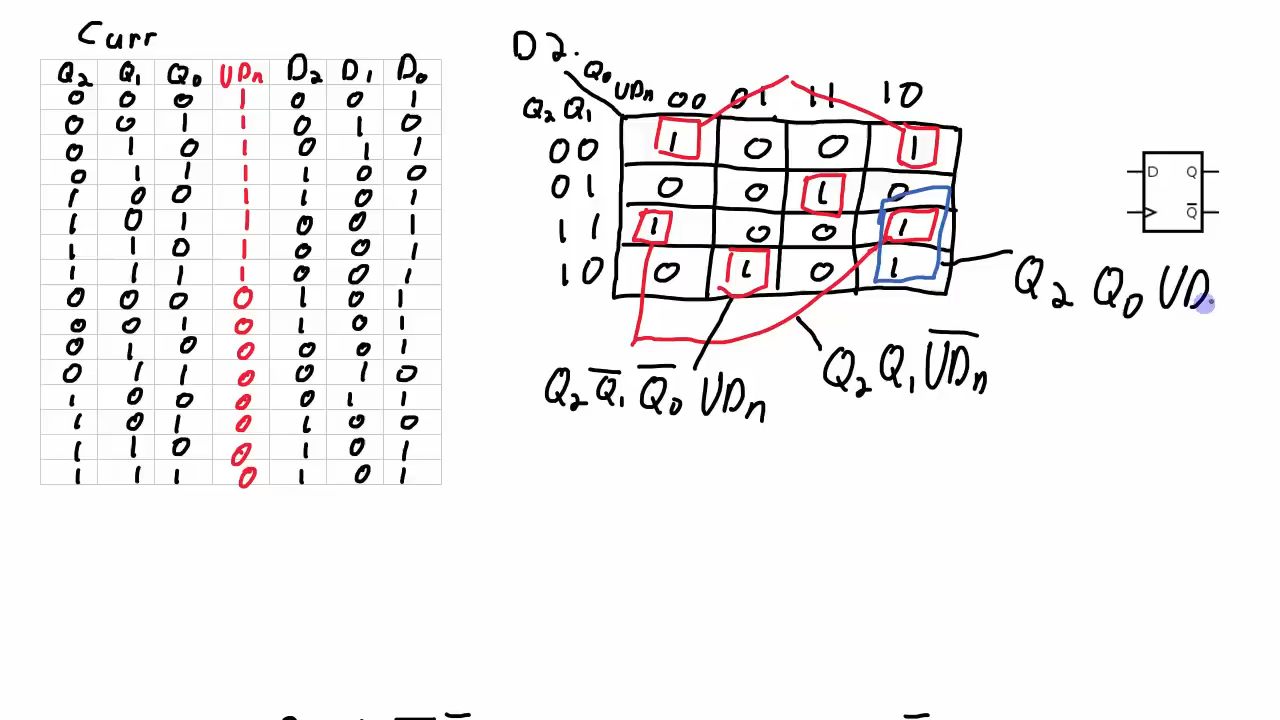 Curr
Q2 Q1 Q0 UDn D2 D1 D0
0 0 0 1 0 0 1
0 0 1 1 0 1 0
0 1 0 1 0 1 1
0 1 1 1 1 0 0
1 0 0 1 1 0 1
1 0 1 1 0 0 1
1 1 0 1 0 0 1
1 1 1 1 0 0 1
0 0 0 0 1 0 1
0 0 1 0 1 0 1
0 1 0 0 0 0 1
0 1 1 0 0 1 0
1 0 0 0 0 1 1
1 0 1 0 1 0 0
1 1 0 0 1 0 1
1 1 1 0 1 0 1
D2.
Q0 UDn 00 01 11 10
Q2 Q1
00 1 0 0 1
01 0 0 1 0
11 1 0 0 1
10 0 1 0 1
D Q
Q̅
Q2 Q0 UD
Q2 Q1 U̅D̅n̅
Q2 Q̅1 Q̅0 UDn